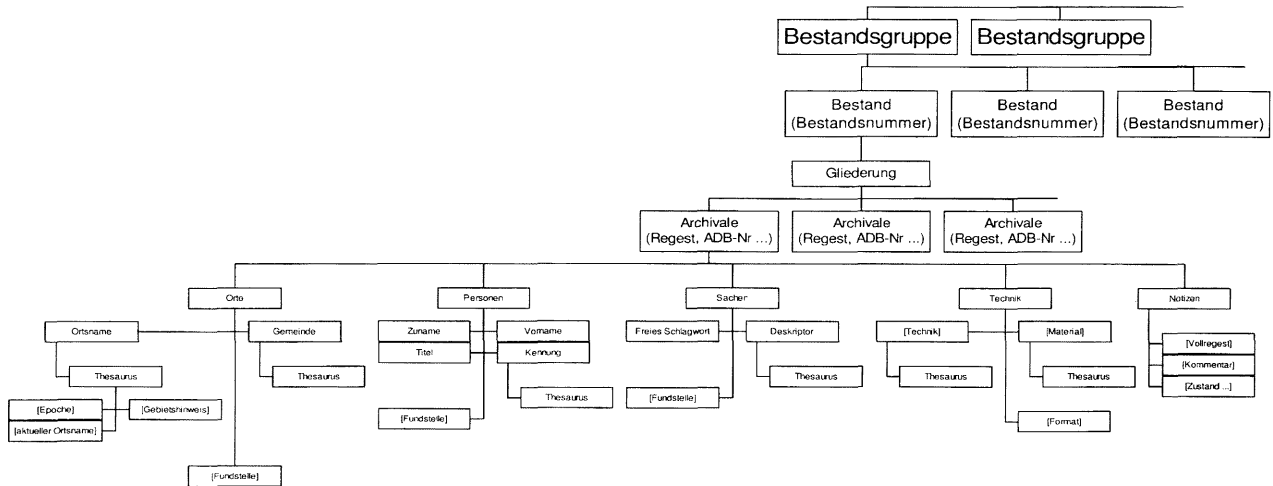 Bestandsgruppe Bestandsgruppe
Bestand Bestand Bestand
(Bestandsnummer) (Bestandsnummer) (Bestandsnummer)
Gliederung
Archivale Archivale Archivale
(Regest, ADB-Nr ...) (Regest, ADB-Nr ...) (Regest, ADB-Nr ...)
Orte Personen Sachen Technik Notizen
Ortsname Gemeinde Zuname Vorname Freies Schlagwort Deskriptor [Technik] [Material]
[Vollregest]
Titel Kennung
[Kommentar]
Thesaurus Thesaurus Thesaurus Thesaurus Thesaurus
[Zustand ...]
Thesaurus
[Fundstelle]
[Epoche] [Gebietshinweis]
[Fundstelle] [Format]
[aktueller Ortsname]
[Fundstelle]